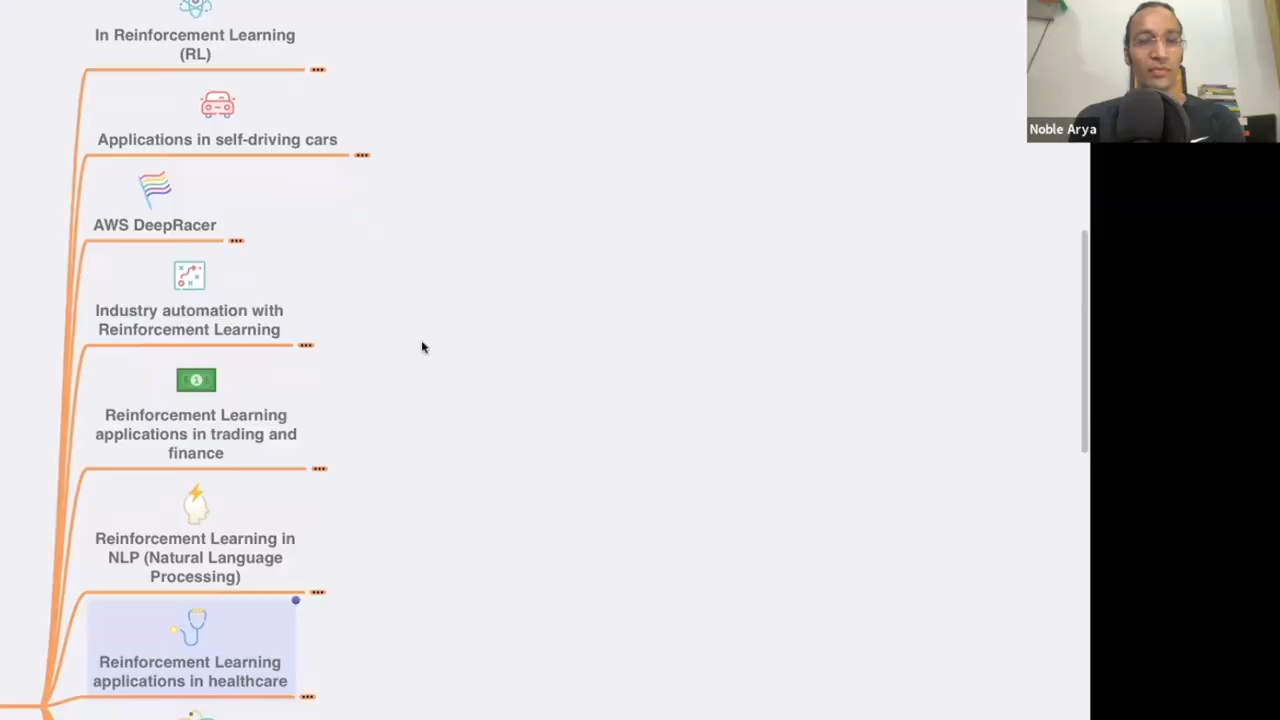 In Reinforcement Learning
(RL)
Applications in self-driving cars
AWS DeepRacer
Industry automation with
Reinforcement Learning
Reinforcement Learning
applications in trading and
finance
Reinforcement Learning in
NLP (Natural Language
Processing)
Reinforcement Learning
applications in healthcare
Noble Arya